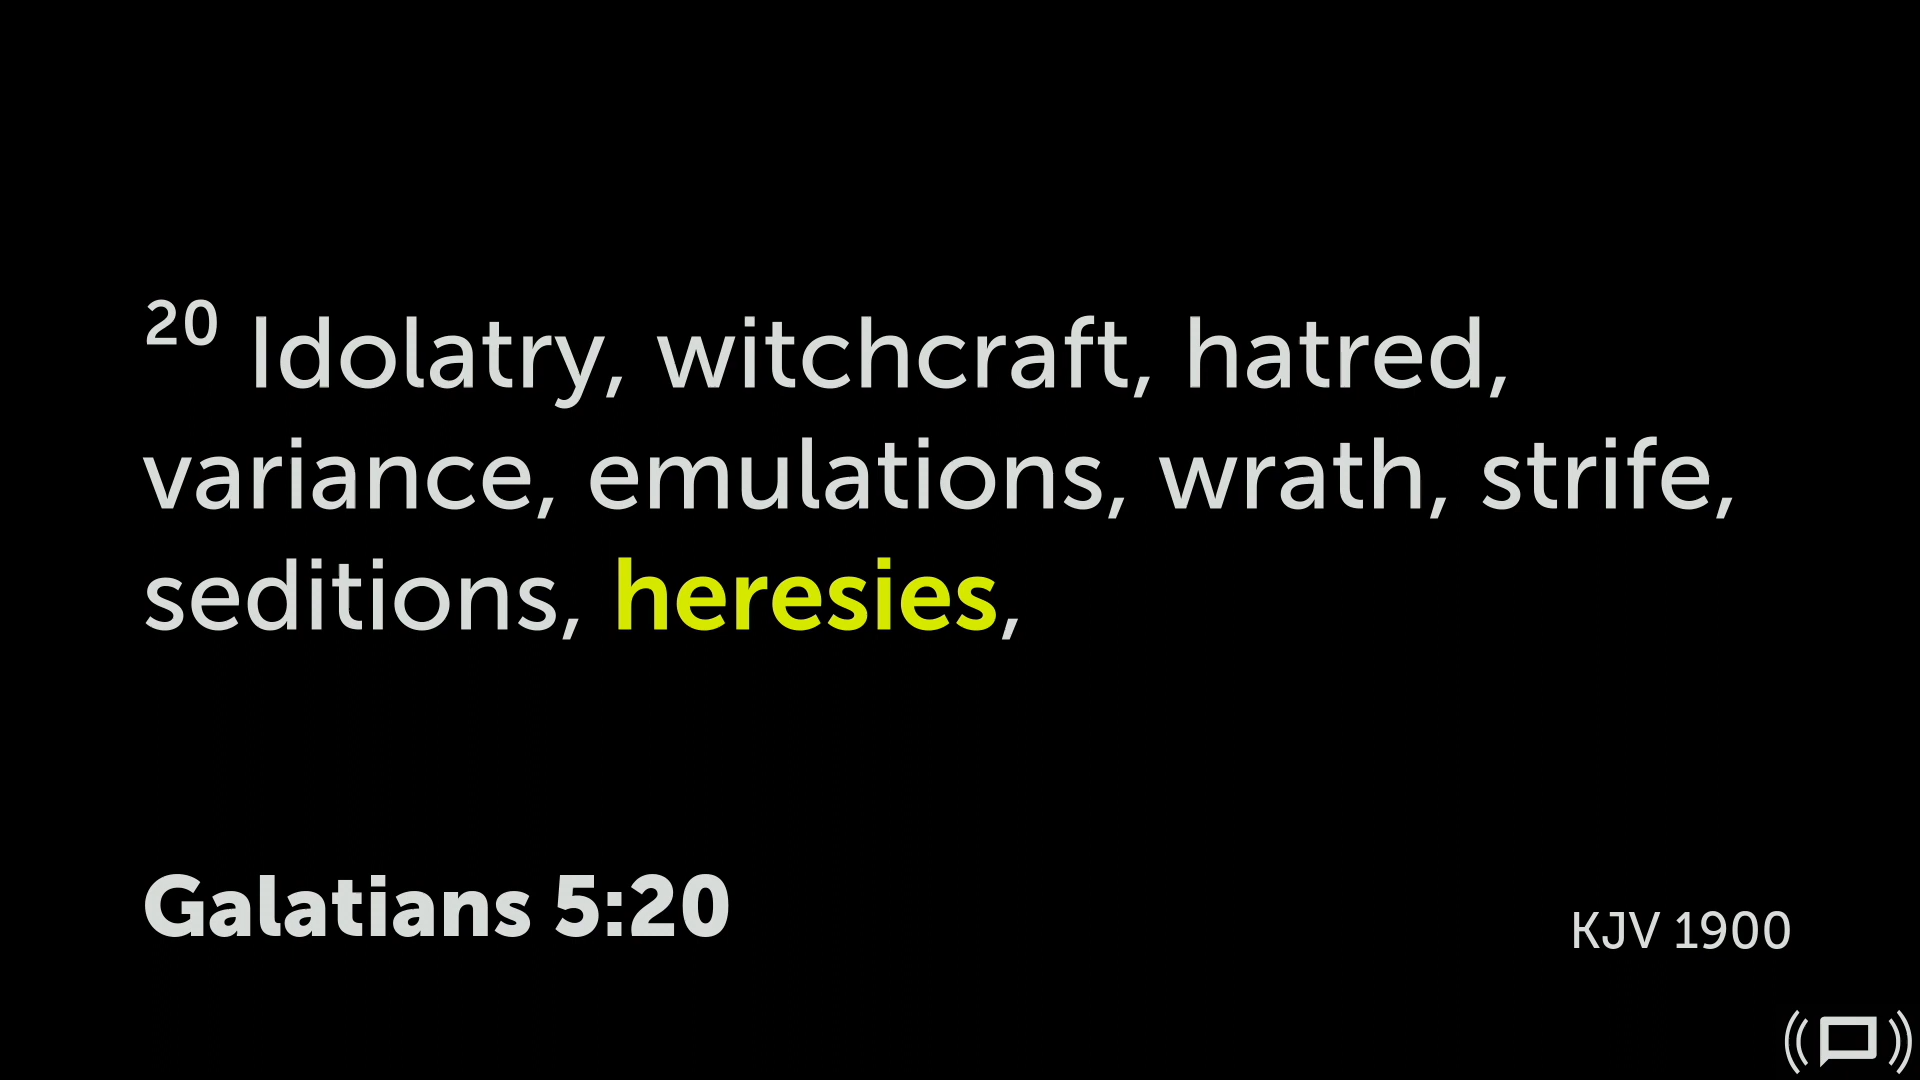 20 Idolatry, witchcraft, hatred,
variance, emulations, wrath, strife,
seditions, heresies,
Galatians 5:20
KJV 1900